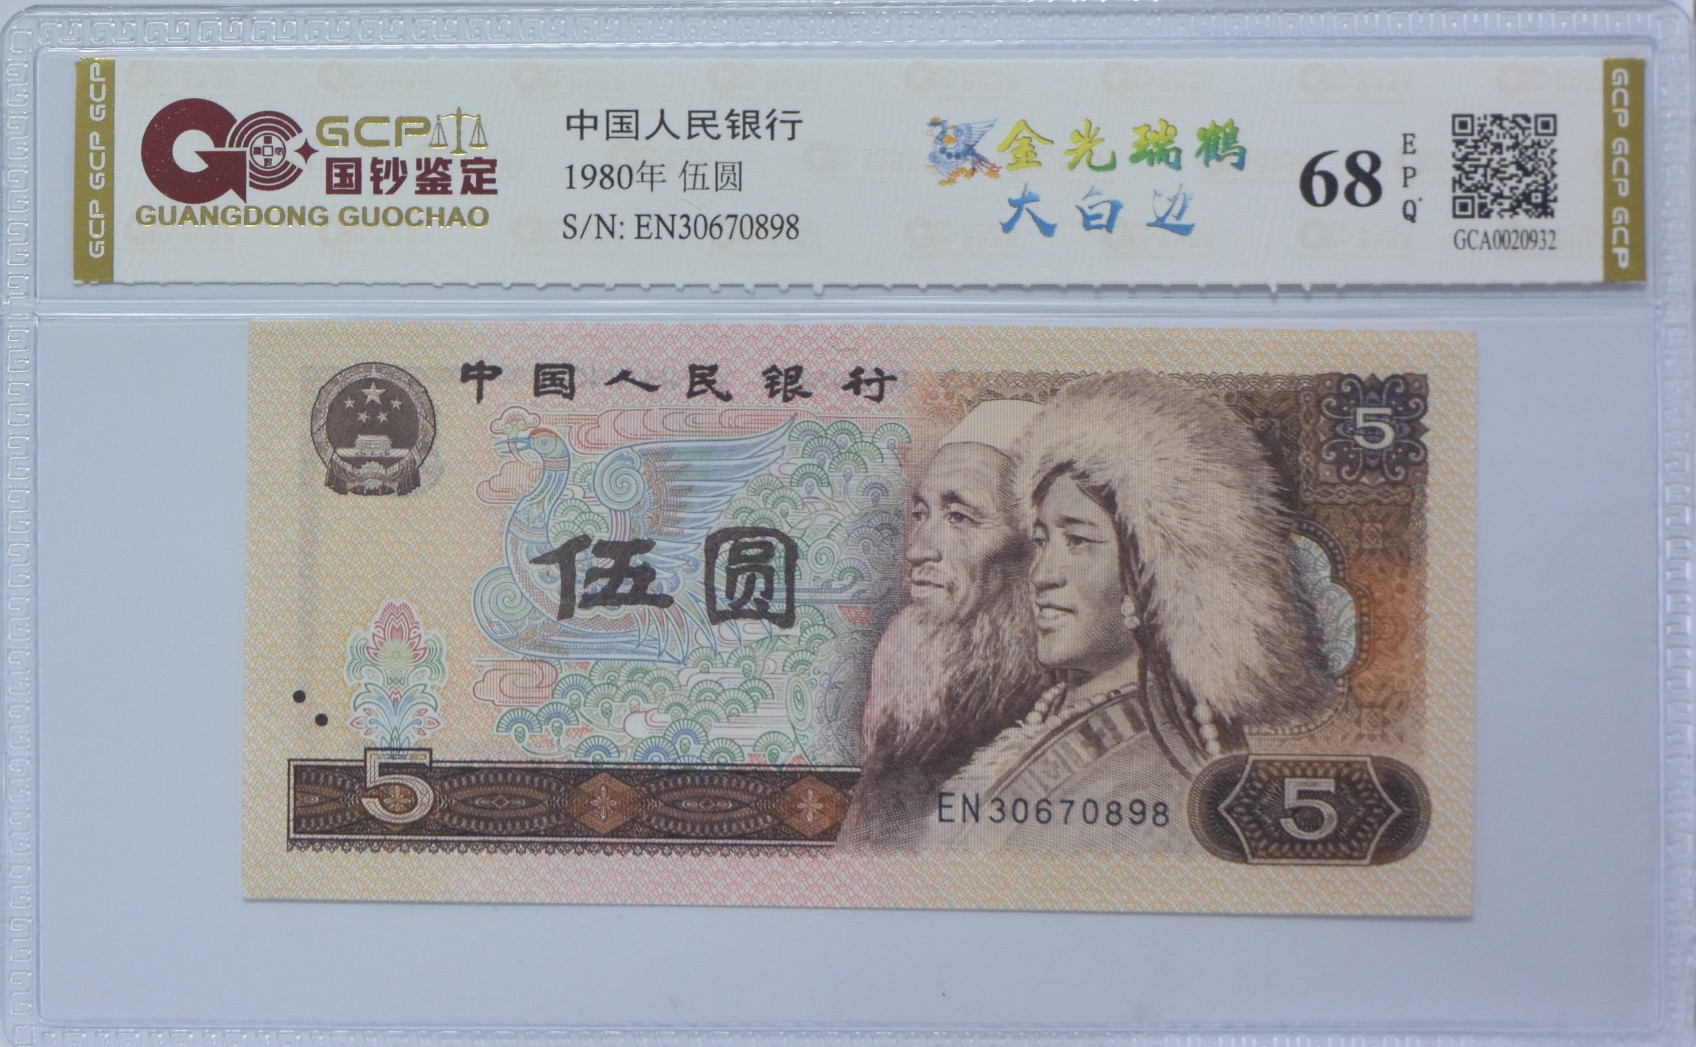 GCP GCP GCP
GCP
国钞鉴定
GUANGDONG GUOCHAO
中国人民银行
1980年 伍圆
S/N: EN30670898
金光瑞鹤
大白边
68
EPQ
GCA0020932
GCP GCP GCP
中国人民银行
5
伍圆
5
EN30670898
5